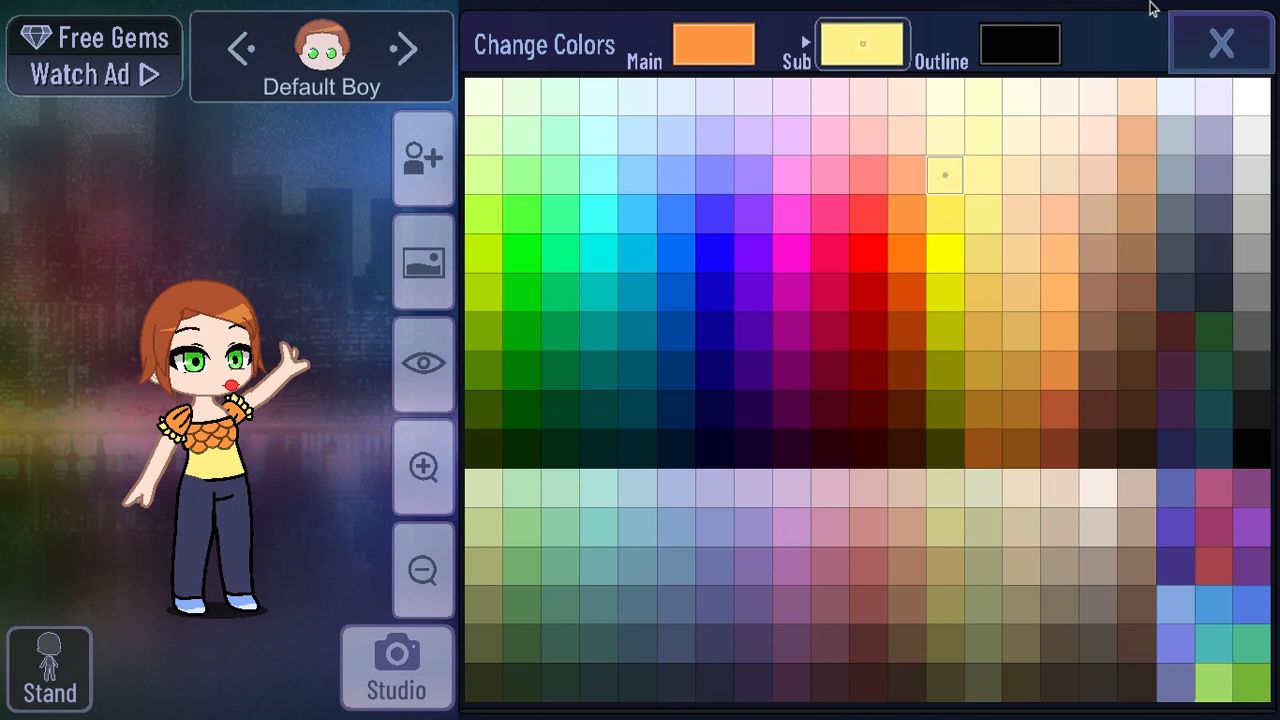 Free Gems
Watch Ad
Default Boy
Change Colors
Main
Sub
Outline
X
Stand
Studio